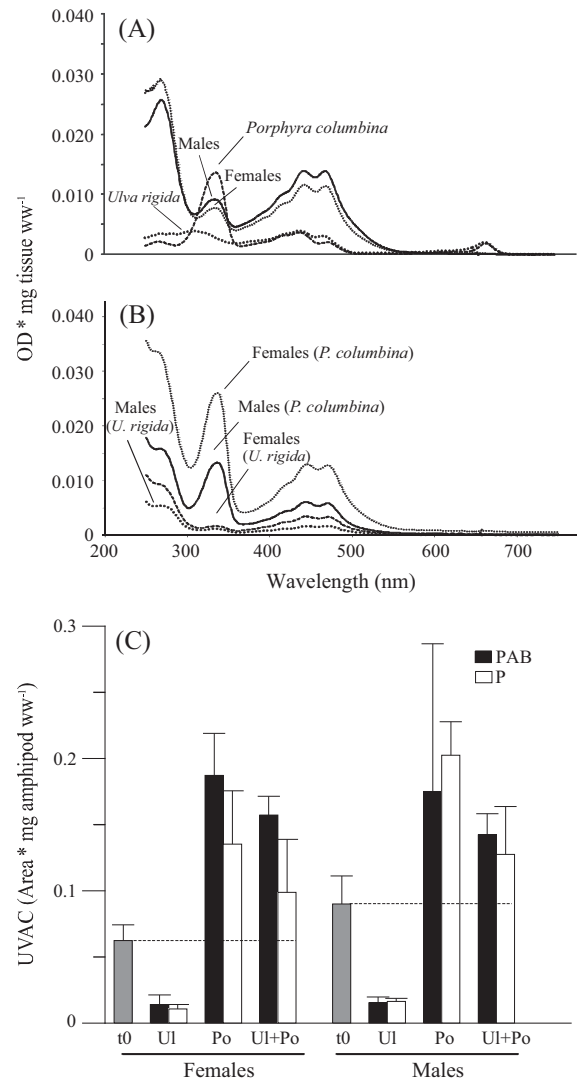 (A)
0.040
0.030
0.020
0.010
0
Porphyra columbina
Males
Females
Ulva rigida
OD * mg tissue ww-1
(B)
0.040
0.030
0.020
0.010
0
Females (P. columbina)
Males (P. columbina)
Males
(U. rigida)
Females
(U. rigida)
200 300 400 500 600 700
Wavelength (nm)
(C)
PAB
P
0.3
0.2
0.1
0
UVAC (Area * mg amphipod ww-1)
t0 Ul Po Ul+Po t0 Ul Po Ul+Po
Females Males